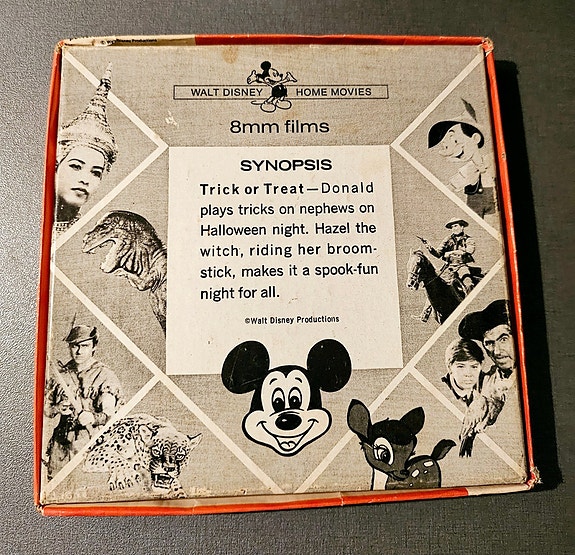 Productions
WALT DISNEY HOME MOVIES
8mm films
SYNOPSIS
Trick or Treat—Donald
plays tricks on nephews on
Halloween night. Hazel the
witch, riding her broom-
stick, makes it a spook-fun
night for all.
©Walt Disney Productions